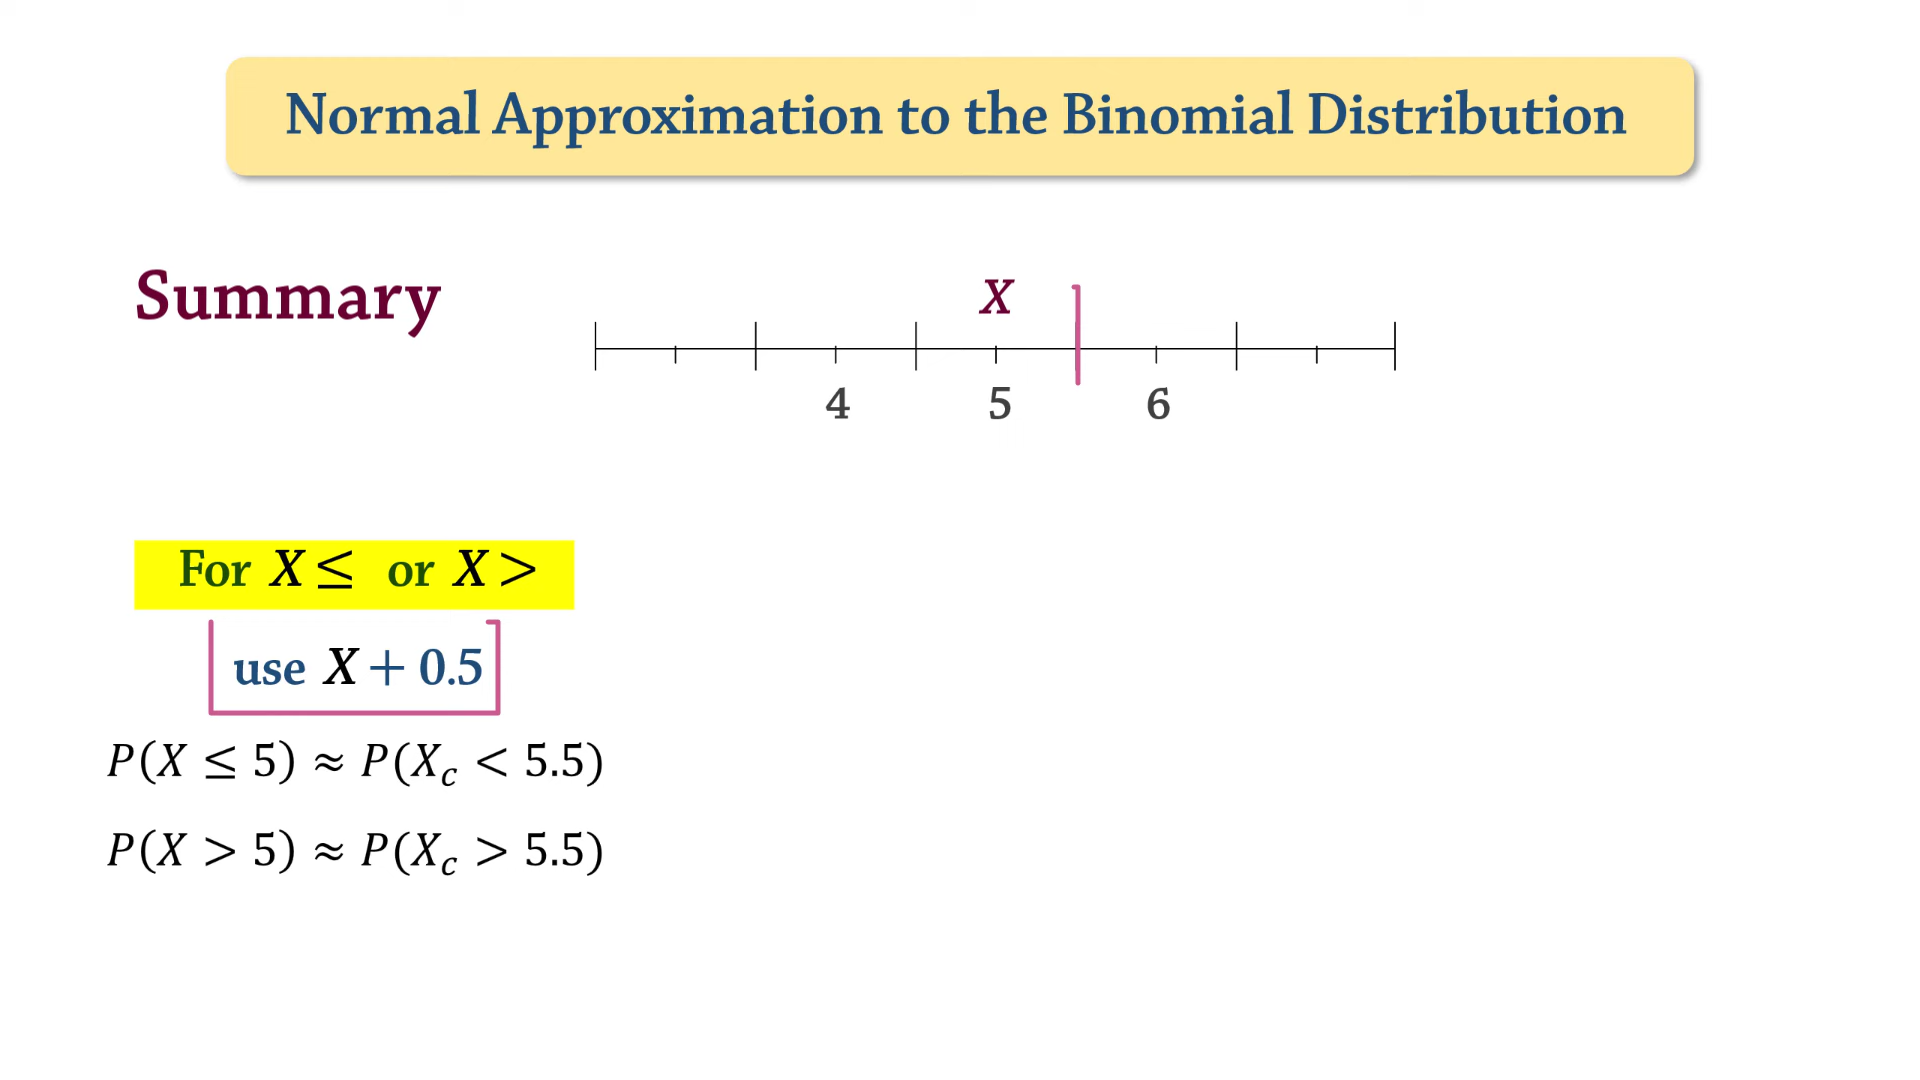 Normal Approximation to the Binomial Distribution
Summary
X
4 5 6
For X ≤ or X >
use X + 0.5
P(X ≤ 5) ≈ P(X_c < 5.5)
P(X > 5) ≈ P(X_c > 5.5)